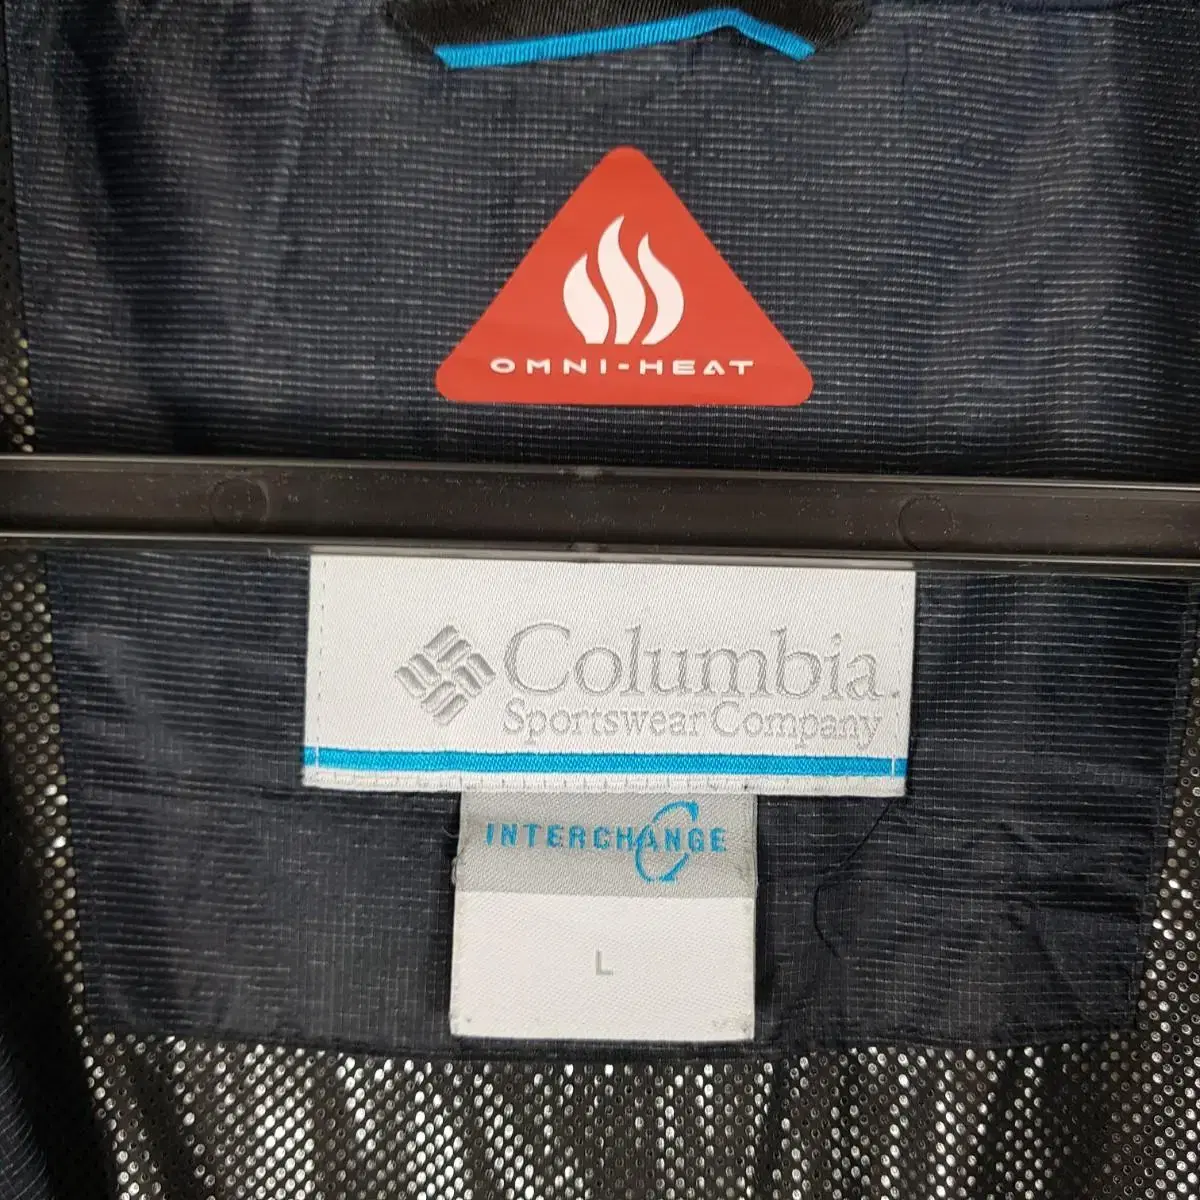 OMNI-HEAT
Columbia
Sportswear Company
INTERCHANGE
L